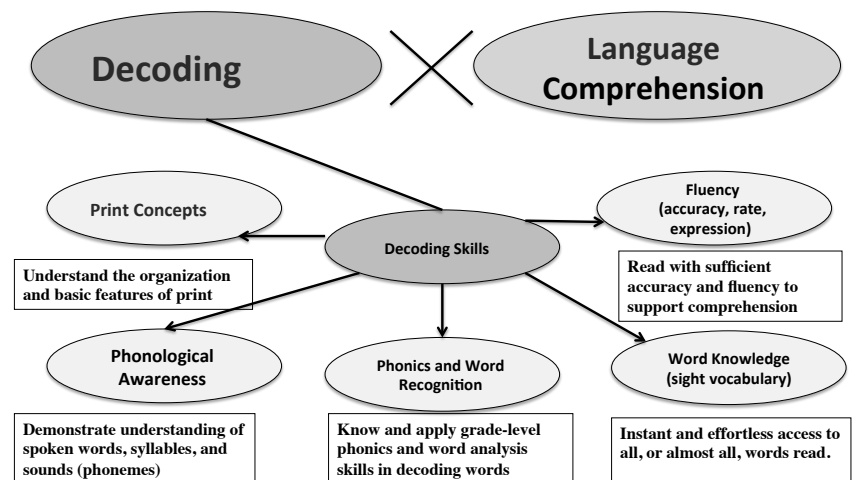 Decoding
Language
Comprehension
Print Concepts
Understand the organization
and basic features of print
Decoding Skills
Fluency
(accuracy, rate,
expression)
Read with sufficient
accuracy and fluency to
support comprehension
Phonological
Awareness
Demonstrate understanding of
spoken words, syllables, and
sounds (phonemes)
Phonics and Word
Recognition
Know and apply grade-level
phonics and word analysis
skills in decoding words
Word Knowledge
(sight vocabulary)
Instant and effortless access to
all, or almost all, words read.